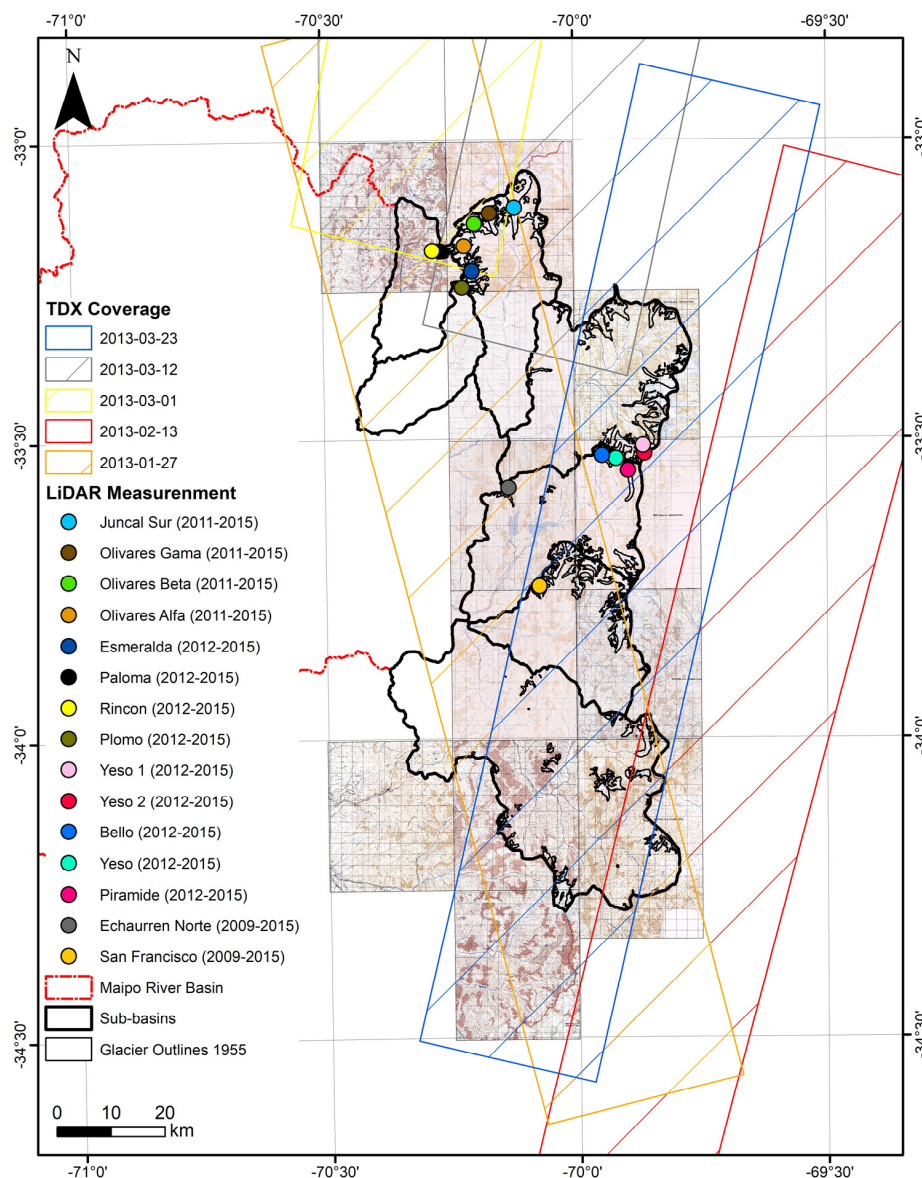 -71°0' -70°30' -70°0' -69°30'
N
-33°0' -33°0'
TDX Coverage
2013-03-23
2013-03-12
2013-03-01
2013-02-13
2013-01-27
-33°30' -33°30'
LiDAR Measurenment
Juncal Sur (2011-2015)
Olivares Gama (2011-2015)
Olivares Beta (2011-2015)
Olivares Alfa (2011-2015)
Esmeralda (2012-2015)
Paloma (2012-2015)
Rincon (2012-2015)
Plomo (2012-2015)
-34°0' -34°0'
Yeso 1 (2012-2015)
Yeso 2 (2012-2015)
Bello (2012-2015)
Yeso (2012-2015)
Piramide (2012-2015)
Echaurren Norte (2009-2015)
San Francisco (2009-2015)
Maipo River Basin
Sub-basins
Glacier Outlines 1955
-34°30' -34°30'
0 10 20
km
-71°0' -70°30' -70°0' -69°30'